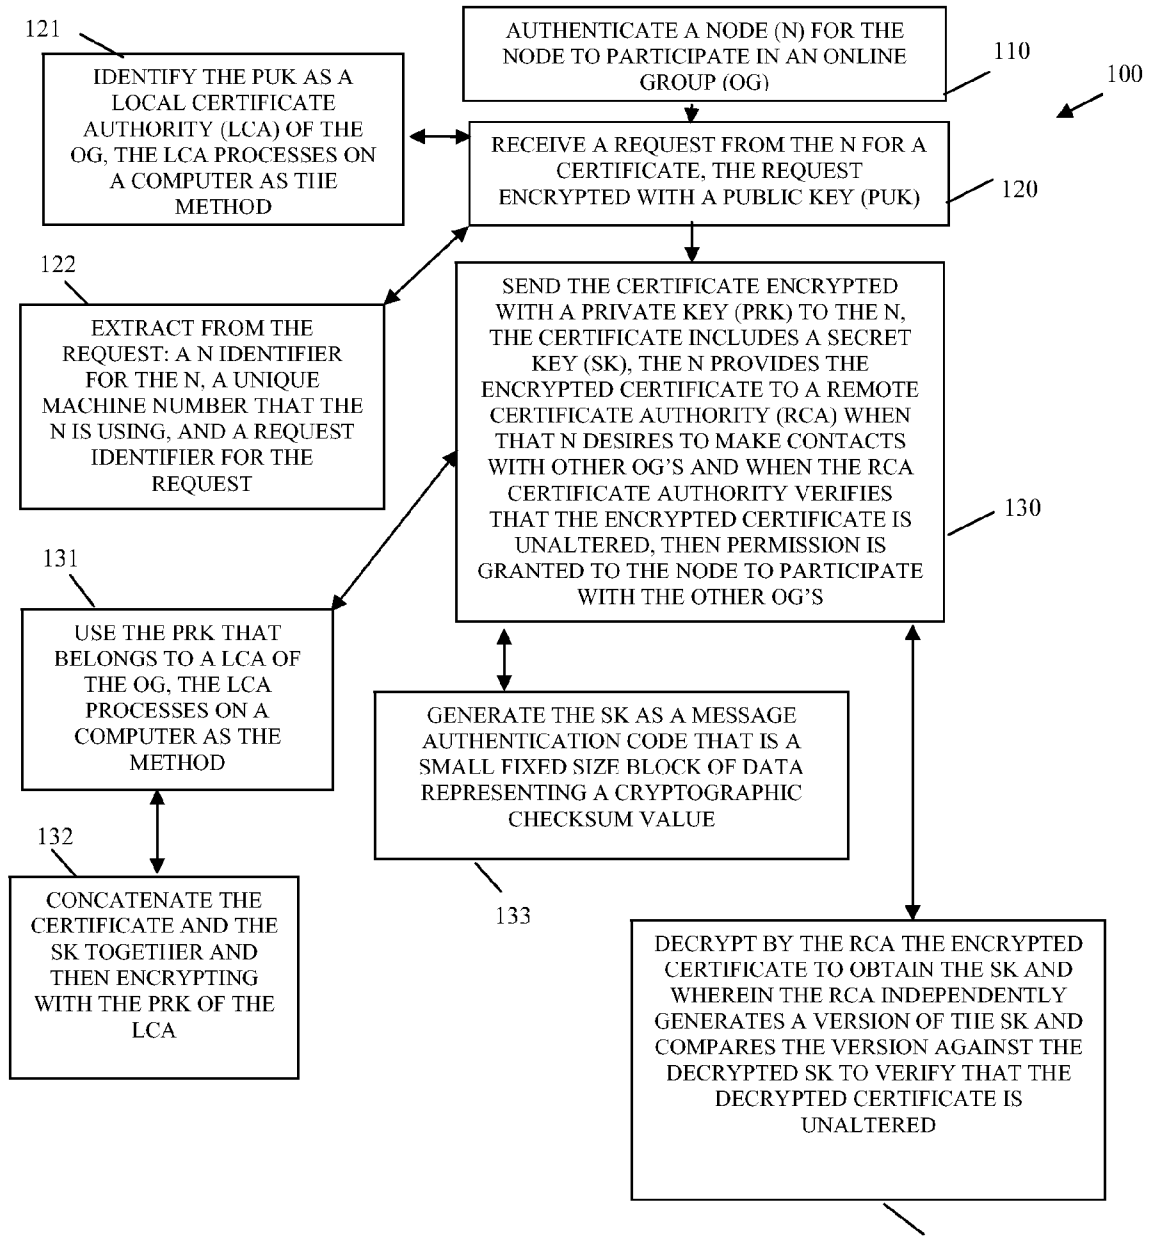 121
AUTHENTICATE A NODE (N) FOR THE
NODE TO PARTICIPATE IN AN ONLINE
GROUP (OG)
110
100
IDENTIFY THE PUK AS A
LOCAL CERTIFICATE
AUTHORITY (LCA) OF THE
OG, THE LCA PROCESSES ON
A COMPUTER AS THE
METHOD
RECEIVE A REQUEST FROM THE N FOR A
CERTIFICATE, THE REQUEST
ENCRYPTED WITH A PUBLIC KEY (PUK)
120
122
EXTRACT FROM THE
REQUEST: A N IDENTIFIER
FOR THE N, A UNIQUE
MACHINE NUMBER THAT THE
N IS USING, AND A REQUEST
IDENTIFIER FOR THE
REQUEST
SEND THE CERTIFICATE ENCRYPTED
WITH A PRIVATE KEY (PRK) TO THE N,
THE CERTIFICATE INCLUDES A SECRET
KEY (SK), THE N PROVIDES THE
ENCRYPTED CERTIFICATE TO A REMOTE
CERTIFICATE AUTHORITY (RCA) WHEN
THAT N DESIRES TO MAKE CONTACTS
WITH OTHER OG'S AND WHEN THE RCA
CERTIFICATE AUTHORITY VERIFIES
THAT THE ENCRYPTED CERTIFICATE IS
UNALTERED, THEN PERMISSION IS
GRANTED TO THE NODE TO PARTICIPATE
WITH THE OTHER OG'S
130
131
USE THE PRK THAT
BELONGS TO A LCA OF
THE OG, THE LCA
PROCESSES ON A
COMPUTER AS THE
METHOD
GENERATE THE SK AS A MESSAGE
AUTHENTICATION CODE THAT IS A
SMALL FIXED SIZE BLOCK OF DATA
REPRESENTING A CRYPTOGRAPHIC
CHECKSUM VALUE
133
132
CONCATENATE THE
CERTIFICATE AND THE
SK TOGETHER AND
THEN ENCRYPTING
WITH THE PRK OF THE
LCA
DECRYPT BY THE RCA THE ENCRYPTED
CERTIFICATE TO OBTAIN THE SK AND
WHEREIN THE RCA INDEPENDENTLY
GENERATES A VERSION OF THE SK AND
COMPARES THE VERSION AGAINST THE
DECRYPTED SK TO VERIFY THAT THE
DECRYPTED CERTIFICATE IS
UNALTERED